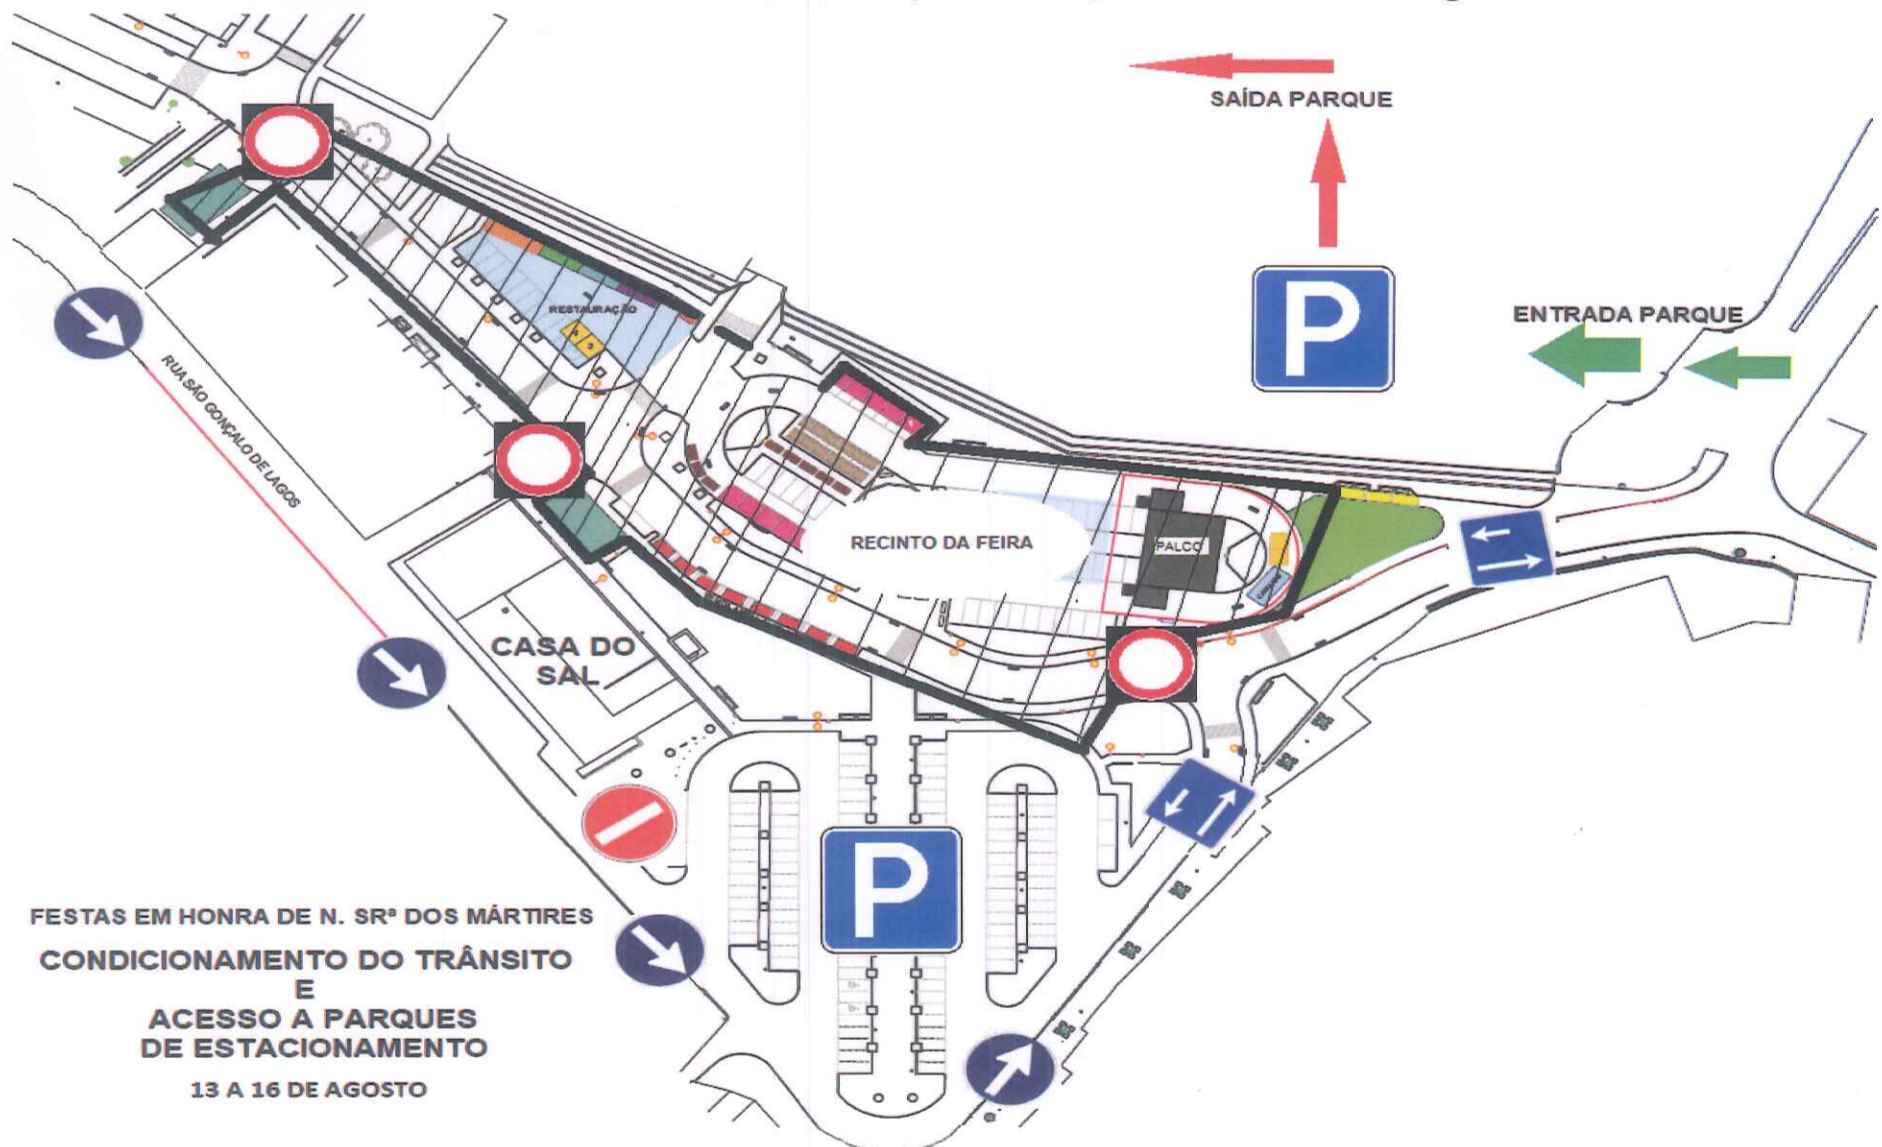 SAÍDA PARQUE
P
ENTRADA PARQUE
RESTAURAÇÃO
RUA SÃO GONÇALO DE LAGOS
RECINTO DA FEIRA
PALCO
CASA DO
SAL
P
FESTAS EM HONRA DE N. SRª DOS MÁRTIRES
CONDICIONAMENTO DO TRÂNSITO
E
ACESSO A PARQUES
DE ESTACIONAMENTO
13 A 16 DE AGOSTO